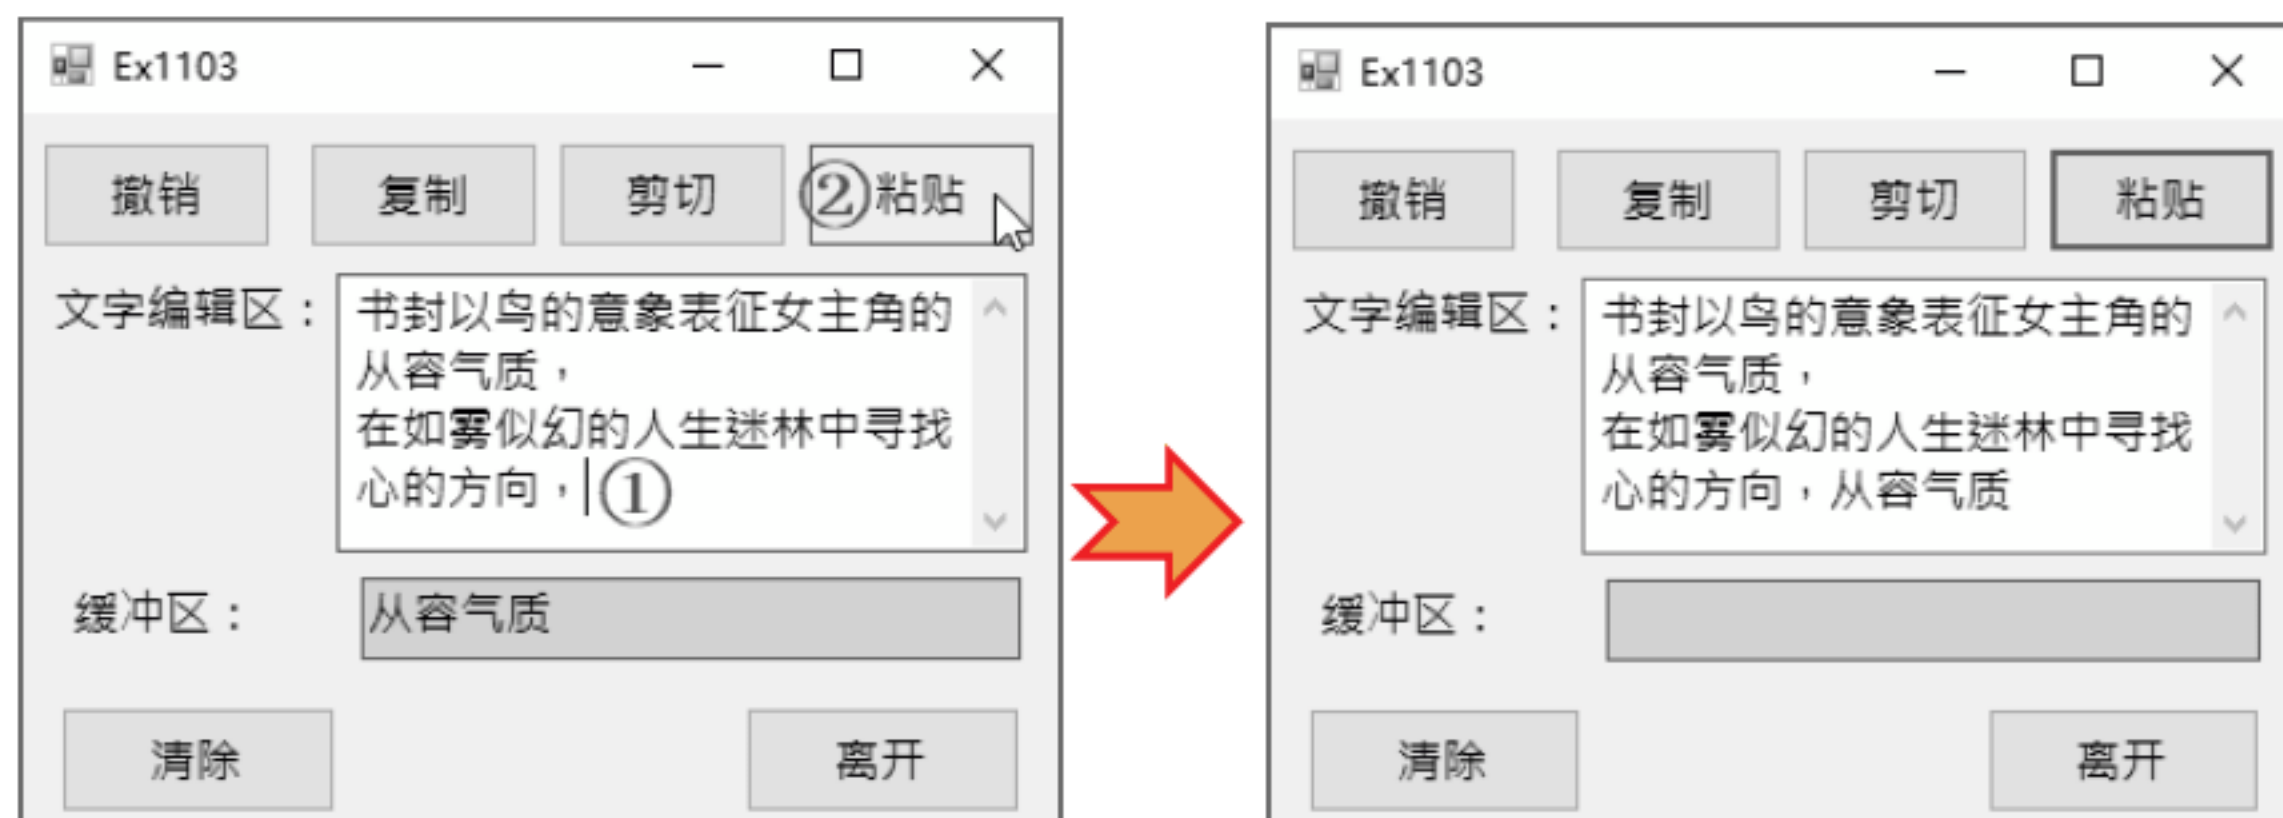 Ex1103
撤销 复制 剪切 ②粘贴
文字编辑区：
书封以鸟的意象表征女主角的
从容气质，
在如雾似幻的人生迷林中寻找
心的方向，①
缓冲区：
从容气质
清除 离开
Ex1103
撤销 复制 剪切 粘贴
文字编辑区：
书封以鸟的意象表征女主角的
从容气质，
在如雾似幻的人生迷林中寻找
心的方向，从容气质
缓冲区：
清除 离开